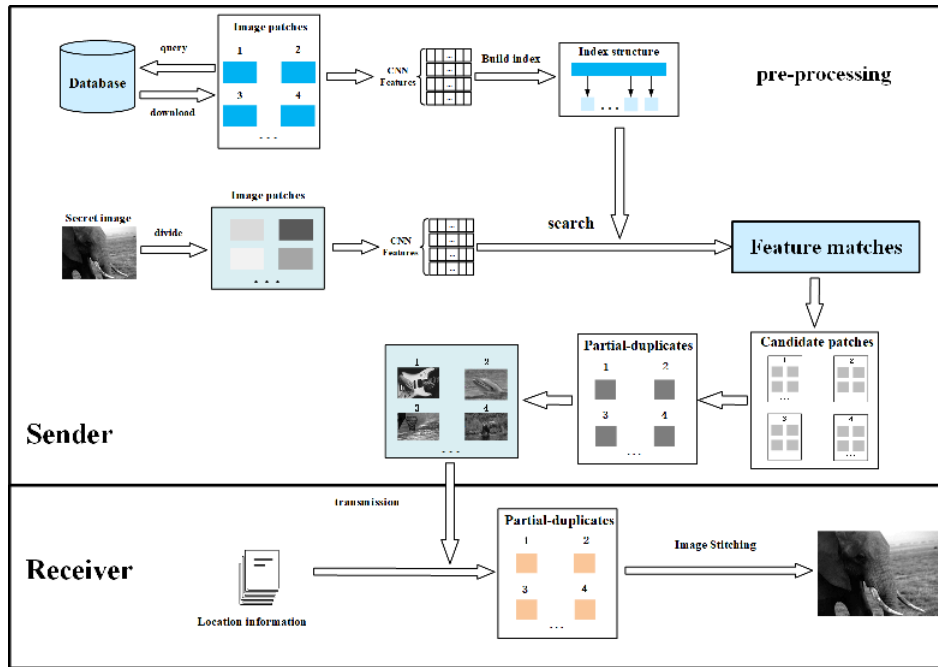 Image patches
query
1 2
Database
download
3 4
...
CNN
Features
...
...
...
...
Build index
Index structure
...
pre-processing
Secret image
divide
Image patches
...
CNN
Features
...
...
...
...
search
Feature matches
Candidate patches
1 2
...
3 4
...
Partial-duplicates
1 2
3 4
...
1 2
3 4
...
Sender
transmission
Receiver
Location information
Partial-duplicates
1 2
3 4
...
Image Stitching